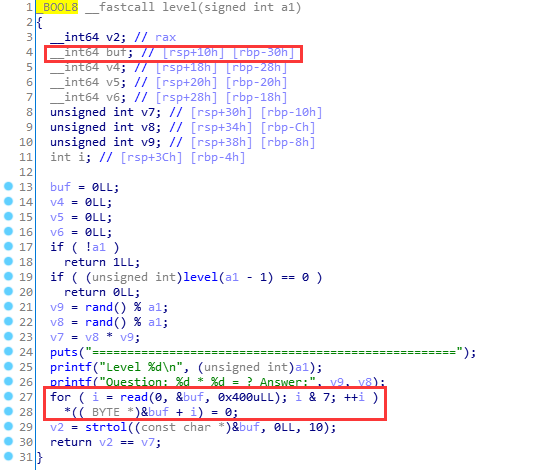 1 _BOOL8 __fastcall level(signed int a1)
2 {
3 __int64 v2; // rax
4 __int64 buf; // [rsp+10h] [rbp-30h]
5 __int64 v4; // [rsp+18h] [rbp-28h]
6 __int64 v5; // [rsp+20h] [rbp-20h]
7 __int64 v6; // [rsp+28h] [rbp-18h]
8 unsigned int v7; // [rsp+30h] [rbp-10h]
9 unsigned int v8; // [rsp+34h] [rbp-Ch]
10 unsigned int v9; // [rsp+38h] [rbp-8h]
11 int i; // [rsp+3Ch] [rbp-4h]
12
13 buf = 0LL;
14 v4 = 0LL;
15 v5 = 0LL;
16 v6 = 0LL;
17 if ( !a1 )
18 return 1LL;
19 if ( (unsigned int)level(a1 - 1) == 0 )
20 return 0LL;
21 v9 = rand() % a1;
22 v8 = rand() % a1;
23 v7 = v8 * v9;
24 puts("====================================================");
25 printf("Level %d\n", (unsigned int)a1);
26 printf("Question: %d * %d = ? Answer:", v9, v8);
27 for ( i = read(0, &buf, 0x400uLL); i & 7; ++i )
28 *((_BYTE *)&buf + i) = 0;
29 v2 = strtol((const char *)&buf, 0LL, 10);
30 return v2 == v7;
31 }